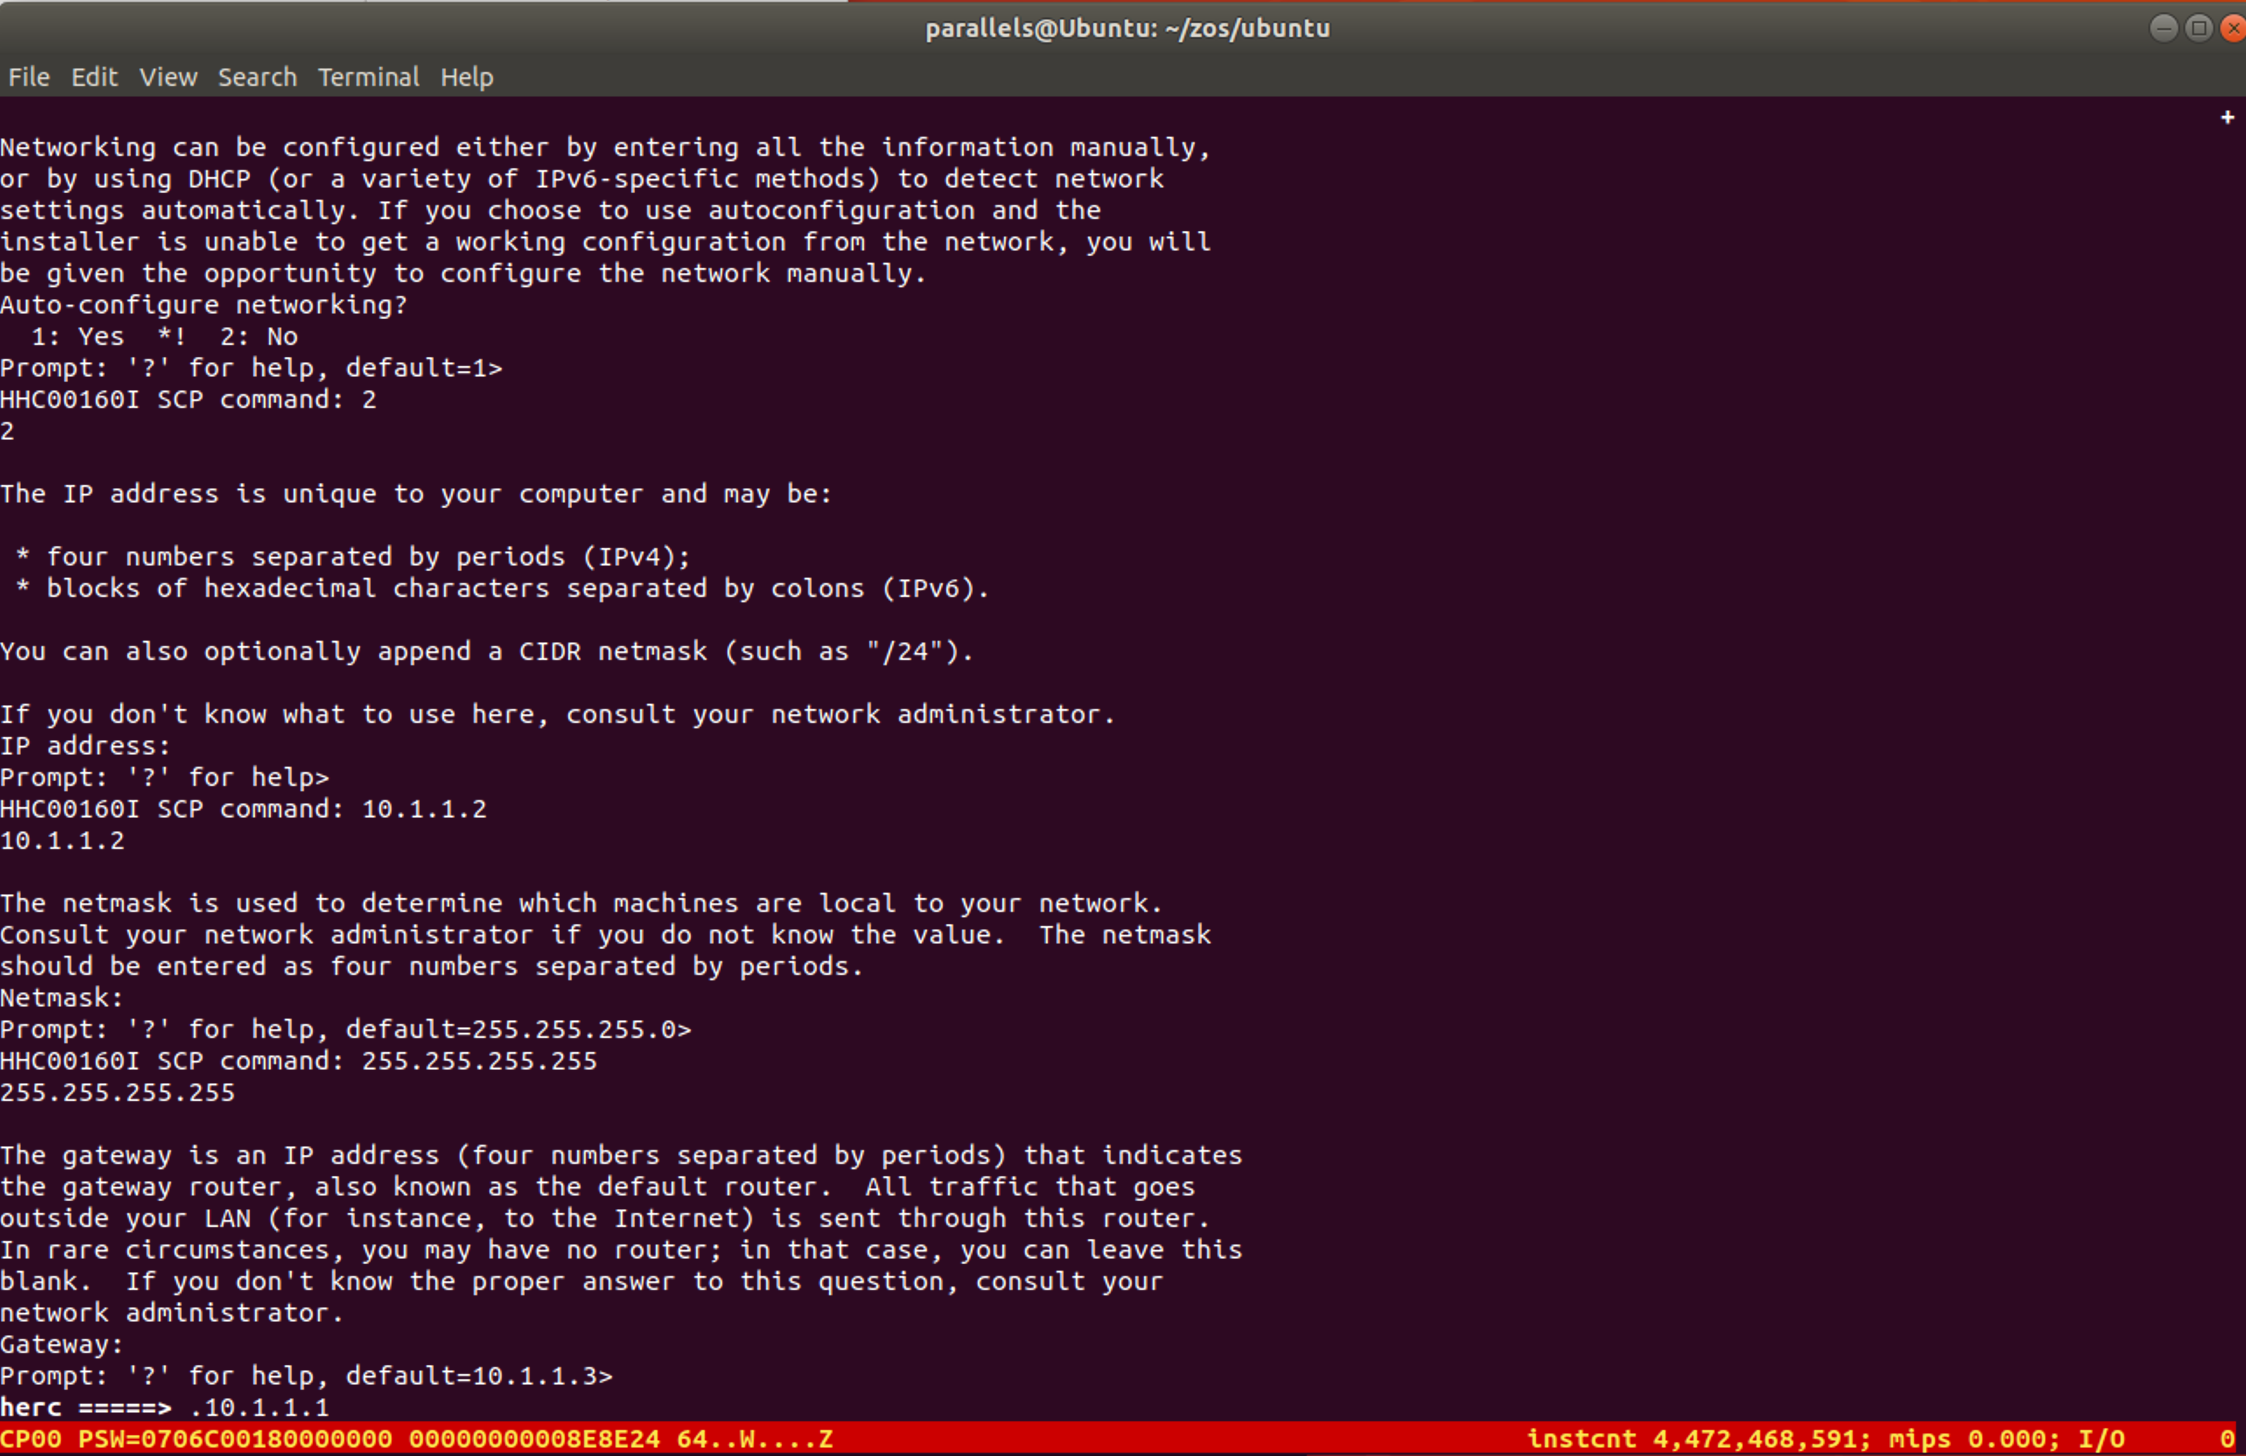 parallels@Ubuntu: ~/zos/ubuntu
File Edit View Search Terminal Help
+
Networking can be configured either by entering all the information manually,
or by using DHCP (or a variety of IPv6-specific methods) to detect network
settings automatically. If you choose to use autoconfiguration and the
installer is unable to get a working configuration from the network, you will
be given the opportunity to configure the network manually.
Auto-configure networking?
  1: Yes  *!  2: No
Prompt: '?' for help, default=1>
HHC00160I SCP command: 2
2
The IP address is unique to your computer and may be:
 * four numbers separated by periods (IPv4);
 * blocks of hexadecimal characters separated by colons (IPv6).
You can also optionally append a CIDR netmask (such as "/24").
If you don't know what to use here, consult your network administrator.
IP address:
Prompt: '?' for help>
HHC00160I SCP command: 10.1.1.2
10.1.1.2
The netmask is used to determine which machines are local to your network.
Consult your network administrator if you do not know the value.  The netmask
should be entered as four numbers separated by periods.
Netmask:
Prompt: '?' for help, default=255.255.255.0>
HHC00160I SCP command: 255.255.255.255
255.255.255.255
The gateway is an IP address (four numbers separated by periods) that indicates
the gateway router, also known as the default router.  All traffic that goes
outside your LAN (for instance, to the Internet) is sent through this router.
In rare circumstances, you may have no router; in that case, you can leave this
blank.  If you don't know the proper answer to this question, consult your
network administrator.
Gateway:
Prompt: '?' for help, default=10.1.1.3>
herc =====> .10.1.1.1
CP00 PSW=0706C00180000000 00000000008E8E24 64..W....Z instcnt 4,472,468,591; mips 0.000; I/O 0